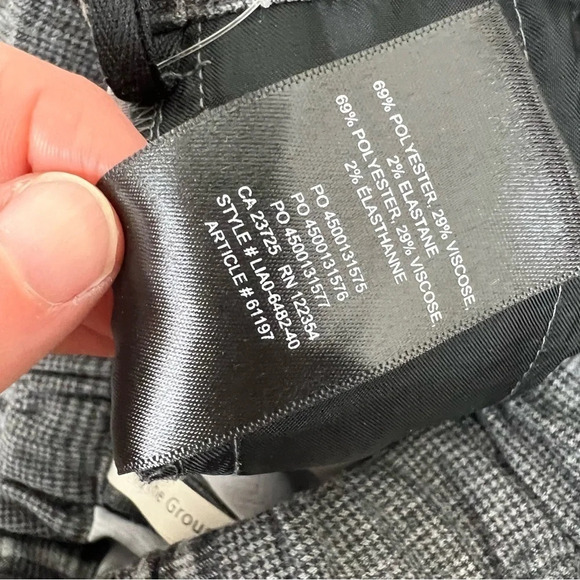 69% POLYESTER. 29% VISCOSE.
2% ELASTANE
69% POLYESTER. 29% VISCOSE.
2% ÉLASTHANNE
PO 4500131575
PO 4500131576
PO 4500131577
CA 23725 RN 122354
STYLE # LIA0-6482-40
ARTICLE # 61197